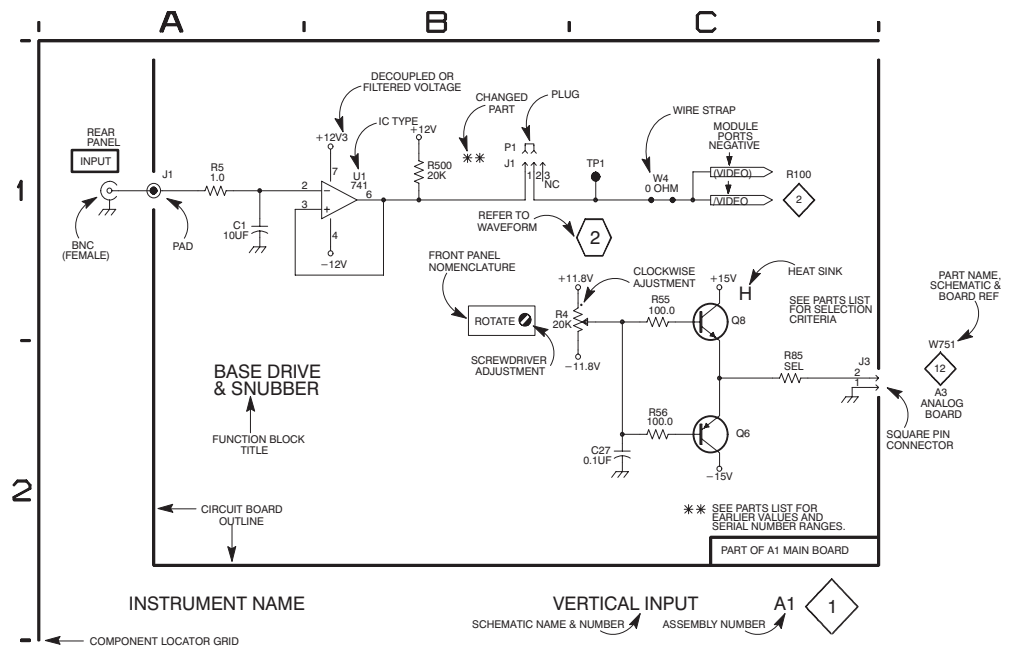 A
B
C
DECOUPLED OR
FILTERED VOLTAGE
CHANGED
PART
PLUG
WIRE STRAP
REAR
PANEL
INPUT
+12V3
IC TYPE
+12V
**
P1
J1
MODULE
PORTS
NEGATIVE
(VIDEO)
/VIDEO
R100
2
1
J1
R5
1.0
U1
741
7
2
3
6
4
R500
20K
1 2 3
NC
TP1
W4
0 OHM
BNC
(FEMALE)
PAD
C1
10UF
−12V
REFER TO
WAVEFORM
2
FRONT PANEL
NOMENCLATURE
ROTATE
SCREWDRIVER
ADJUSTMENT
+11.8V
CLOCKWISE
AJUSTMENT
R4
20K
−11.8V
R55
100.0
+15V
H
HEAT SINK
Q8
SEE PARTS LIST
FOR SELECTION
CRITERIA
PART NAME,
SCHEMATIC &
BOARD REF
W751
12
A3
ANALOG
BOARD
R85
SEL
J3
2
1
SQUARE PIN
CONNECTOR
BASE DRIVE
& SNUBBER
FUNCTION BLOCK
TITLE
R56
100.0
Q6
C27
0.1UF
−15V
2
CIRCUIT BOARD
OUTLINE
** SEE PARTS LIST FOR
EARLIER VALUES AND
SERIAL NUMBER RANGES.
PART OF A1 MAIN BOARD
INSTRUMENT NAME
VERTICAL INPUT
A1
1
SCHEMATIC NAME & NUMBER
ASSEMBLY NUMBER
COMPONENT LOCATOR GRID